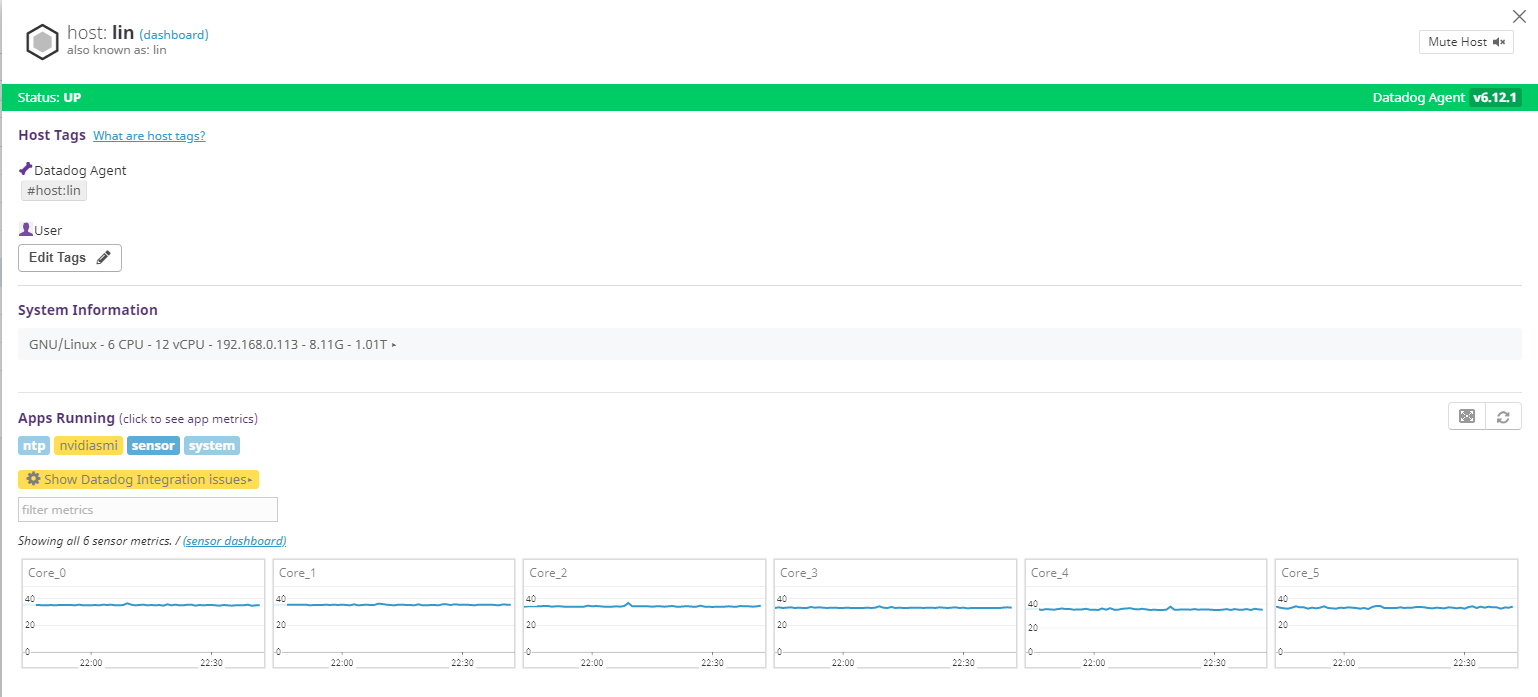 host: lin (dashboard)
also known as: lin
Mute Host
Status: UP
Datadog Agent v6.12.1
Host Tags What are host tags?
Datadog Agent
#host:lin
User
Edit Tags
System Information
GNU/Linux - 6 CPU - 12 vCPU - 192.168.0.113 - 8.11G - 1.01T ▸
Apps Running (click to see app metrics)
ntp nvidiasmi sensor system
Show Datadog Integration issues▸
filter metrics
Showing all 6 sensor metrics. / (sensor dashboard)
Core_0
40
20
0
22:00 22:30
Core_1
40
20
0
22:00 22:30
Core_2
40
20
0
22:00 22:30
Core_3
40
20
0
22:00 22:30
Core_4
40
20
0
22:00 22:30
Core_5
40
20
0
22:00 22:30